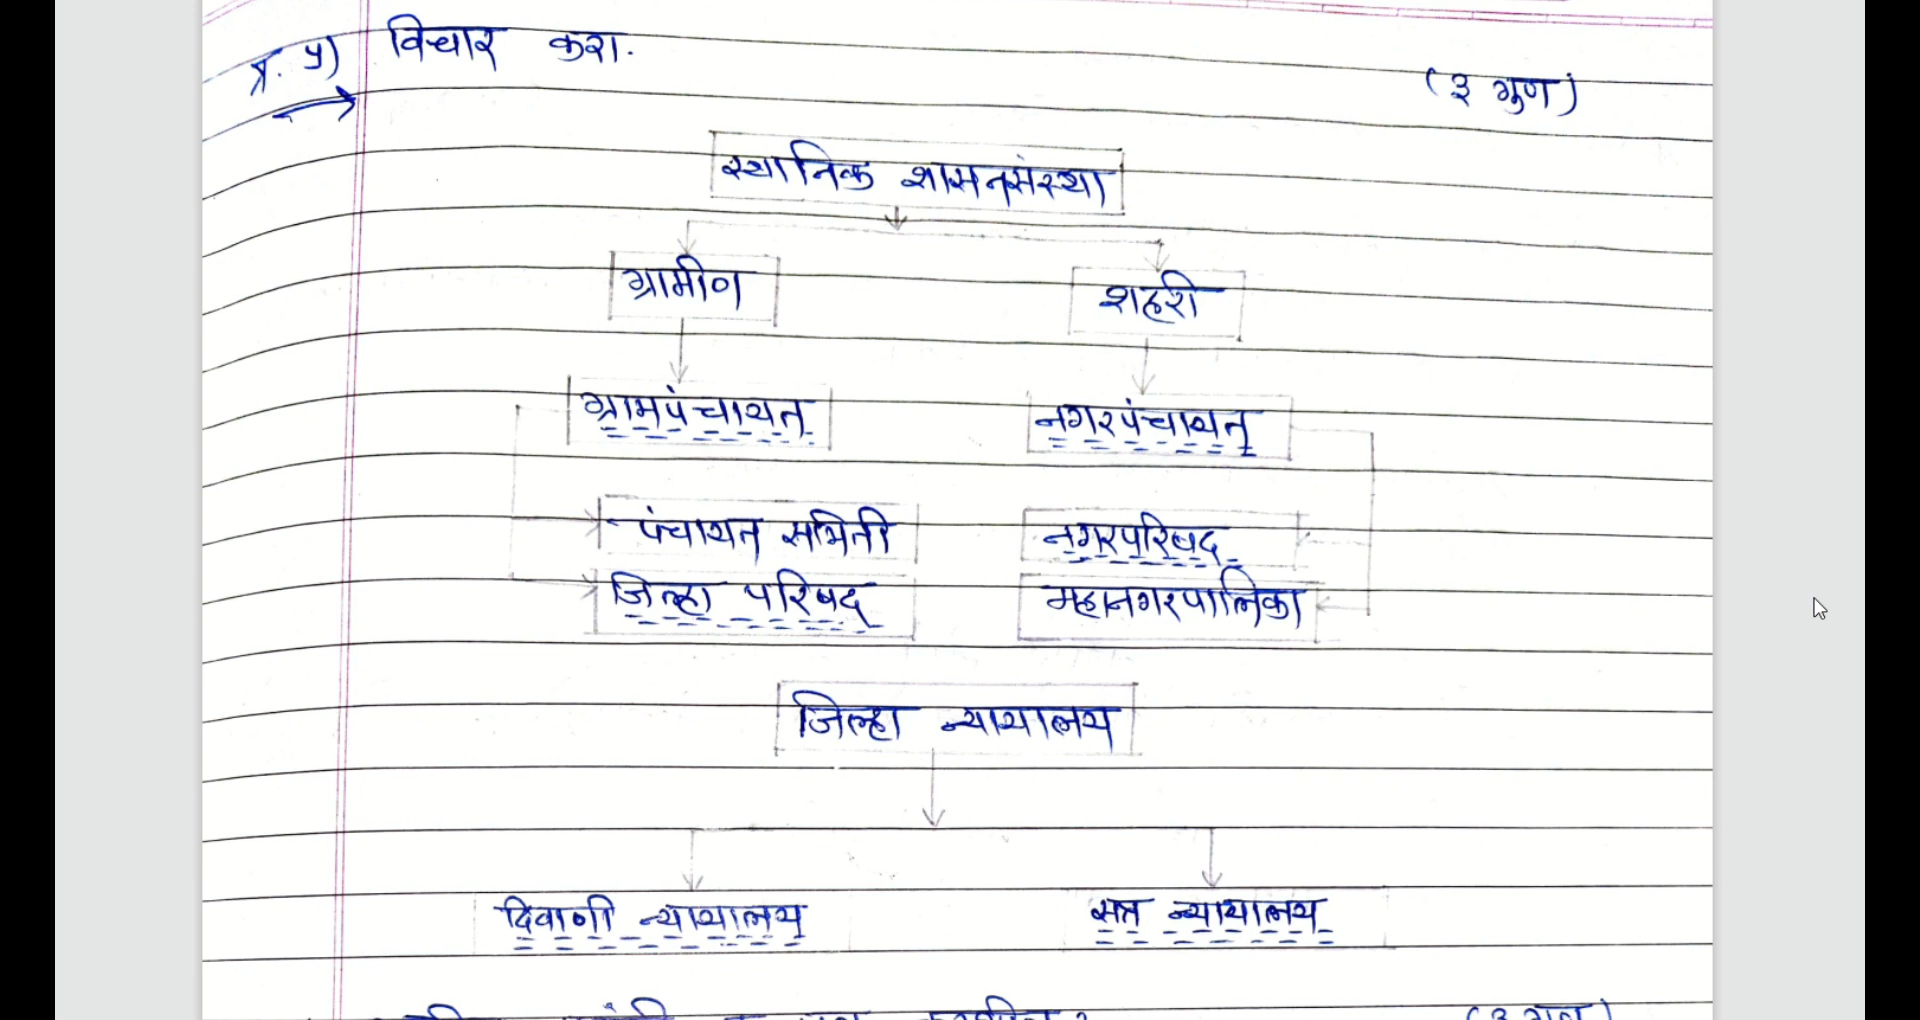 प्र. ५) विचार करा.
(३ गुण)
स्थानिक शासनसंस्था
ग्रामीण शहरी
ग्रामपंचायत नगरपंचायत
पंचायत समिती नगरपरिषद
जिल्हा परिषद महानगरपालिका
जिल्हा न्यायालय
दिवाणी न्यायालय सत्र न्यायालय
(३ गुण)